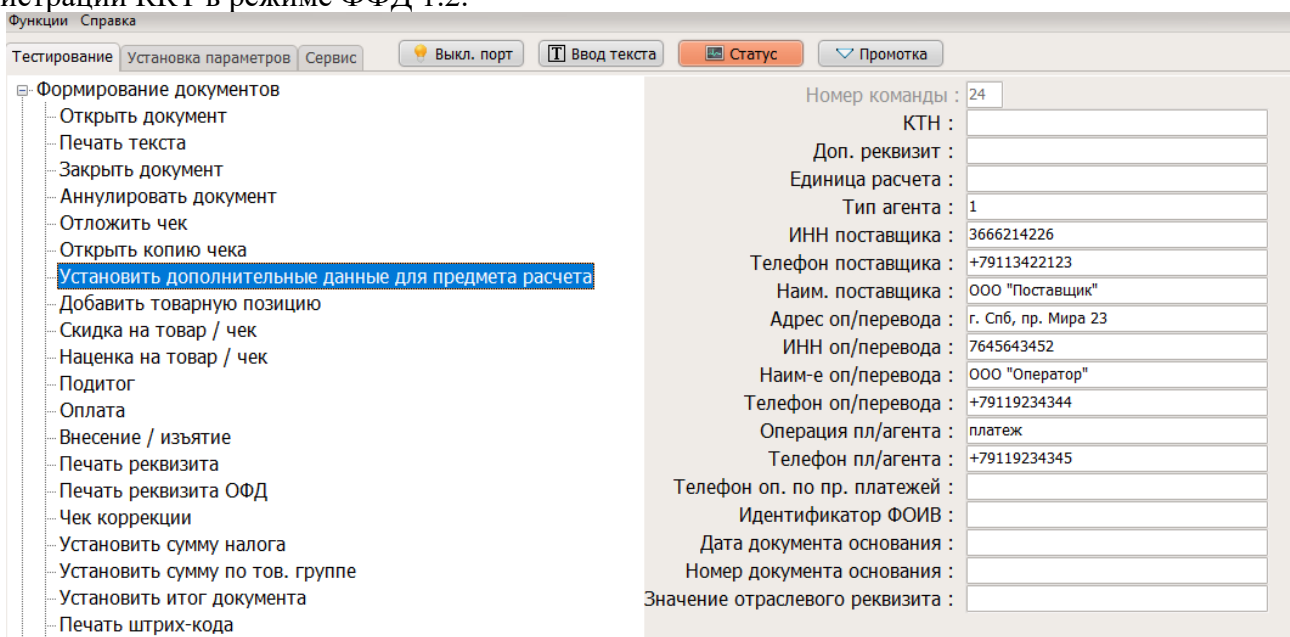 истрации ККТ в режиме ФФД 1.2.
Функции Справка
Тестирование Установка параметров Сервис Выкл. порт Ввод текста Статус Промотка
Формирование документов
Открыть документ
Печать текста
Закрыть документ
Аннулировать документ
Отложить чек
Открыть копию чека
Установить дополнительные данные для предмета расчета
Добавить товарную позицию
Скидка на товар / чек
Наценка на товар / чек
Подитог
Оплата
Внесение / изъятие
Печать реквизита
Печать реквизита ОФД
Чек коррекции
Установить сумму налога
Установить сумму по тов. группе
Установить итог документа
Печать штрих-кода
Номер команды : 24
КТН :
Доп. реквизит :
Единица расчета :
Тип агента : 1
ИНН поставщика : 3666214226
Телефон поставщика : +79113422123
Наим. поставщика : ООО "Поставщик"
Адрес оп/перевода : г. Спб, пр. Мира 23
ИНН оп/перевода : 7645643452
Наим-е оп/перевода : ООО "Оператор"
Телефон оп/перевода : +79119234344
Операция пл/агента : платеж
Телефон пл/агента : +79119234345
Телефон оп. по пр. платежей :
Идентификатор ФОИВ :
Дата документа основания :
Номер документа основания :
Значение отраслевого реквизита :